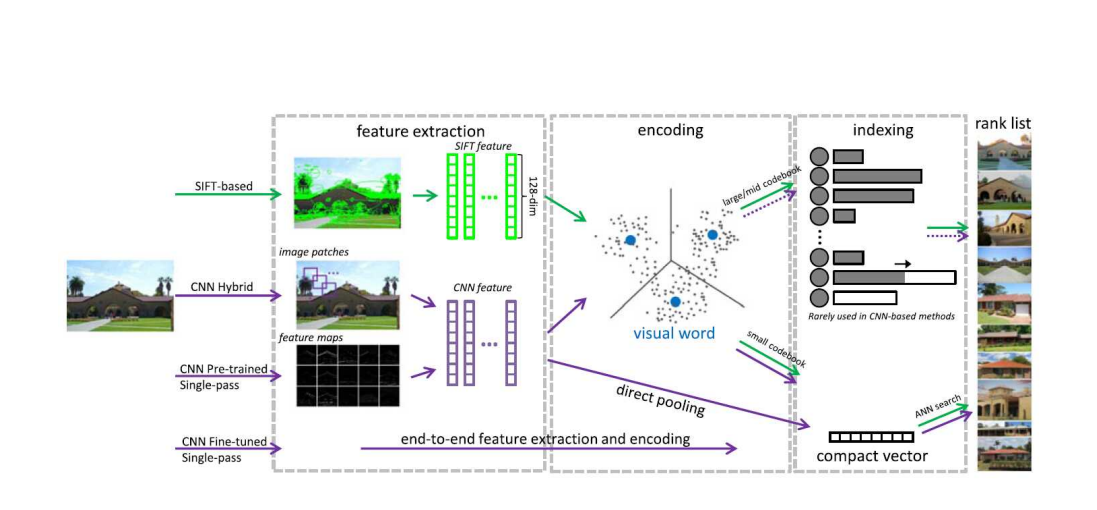 feature extraction
encoding
indexing
rank list
SIFT feature
SIFT-based
128-dim
large/mid codebook
image patches
CNN Hybrid
CNN feature
Rarely used in CNN-based methods
feature maps
visual word
small codebook
CNN Pre-trained
Single-pass
direct pooling
ANN search
CNN Fine-tuned
Single-pass
end-to-end feature extraction and encoding
compact vector